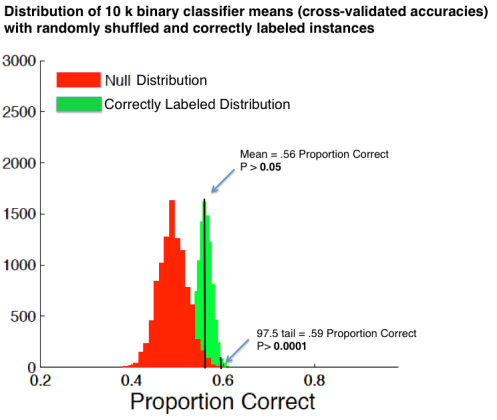 Distribution of 10 k binary classifier means (cross-validated accuracies)
with randomly shuffled and correctly labeled instances
3000
Null Distribution
Correctly Labeled Distribution
2500
2000
Mean = .56 Proportion Correct
P > 0.05
1500
1000
500
97.5 tail = .59 Proportion Correct
P> 0.0001
0
0.2 0.4 0.6 0.8
Proportion Correct